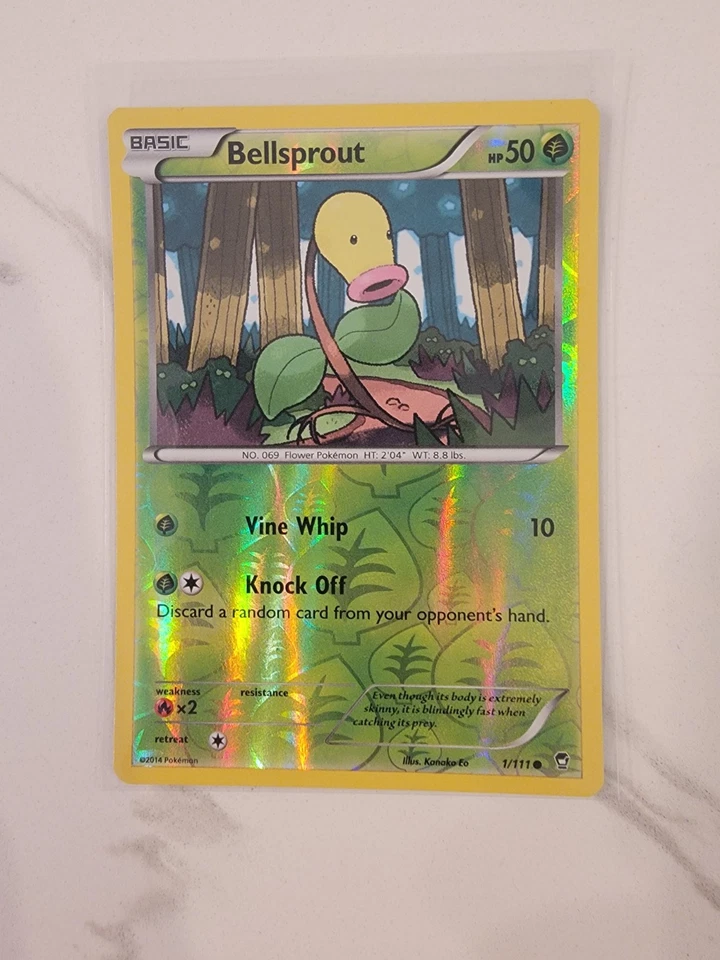 BASIC Bellsprout HP 50
NO. 069 Flower Pokémon HT: 2'04" WT: 8.8 lbs.
Vine Whip 10
Knock Off
Discard a random card from your opponent's hand.
weakness resistance
×2
retreat
Even though its body is extremely
skinny, it is blindingly fast when
catching its prey.
©2014 Pokémon Illus. Kanako Eo 1/111